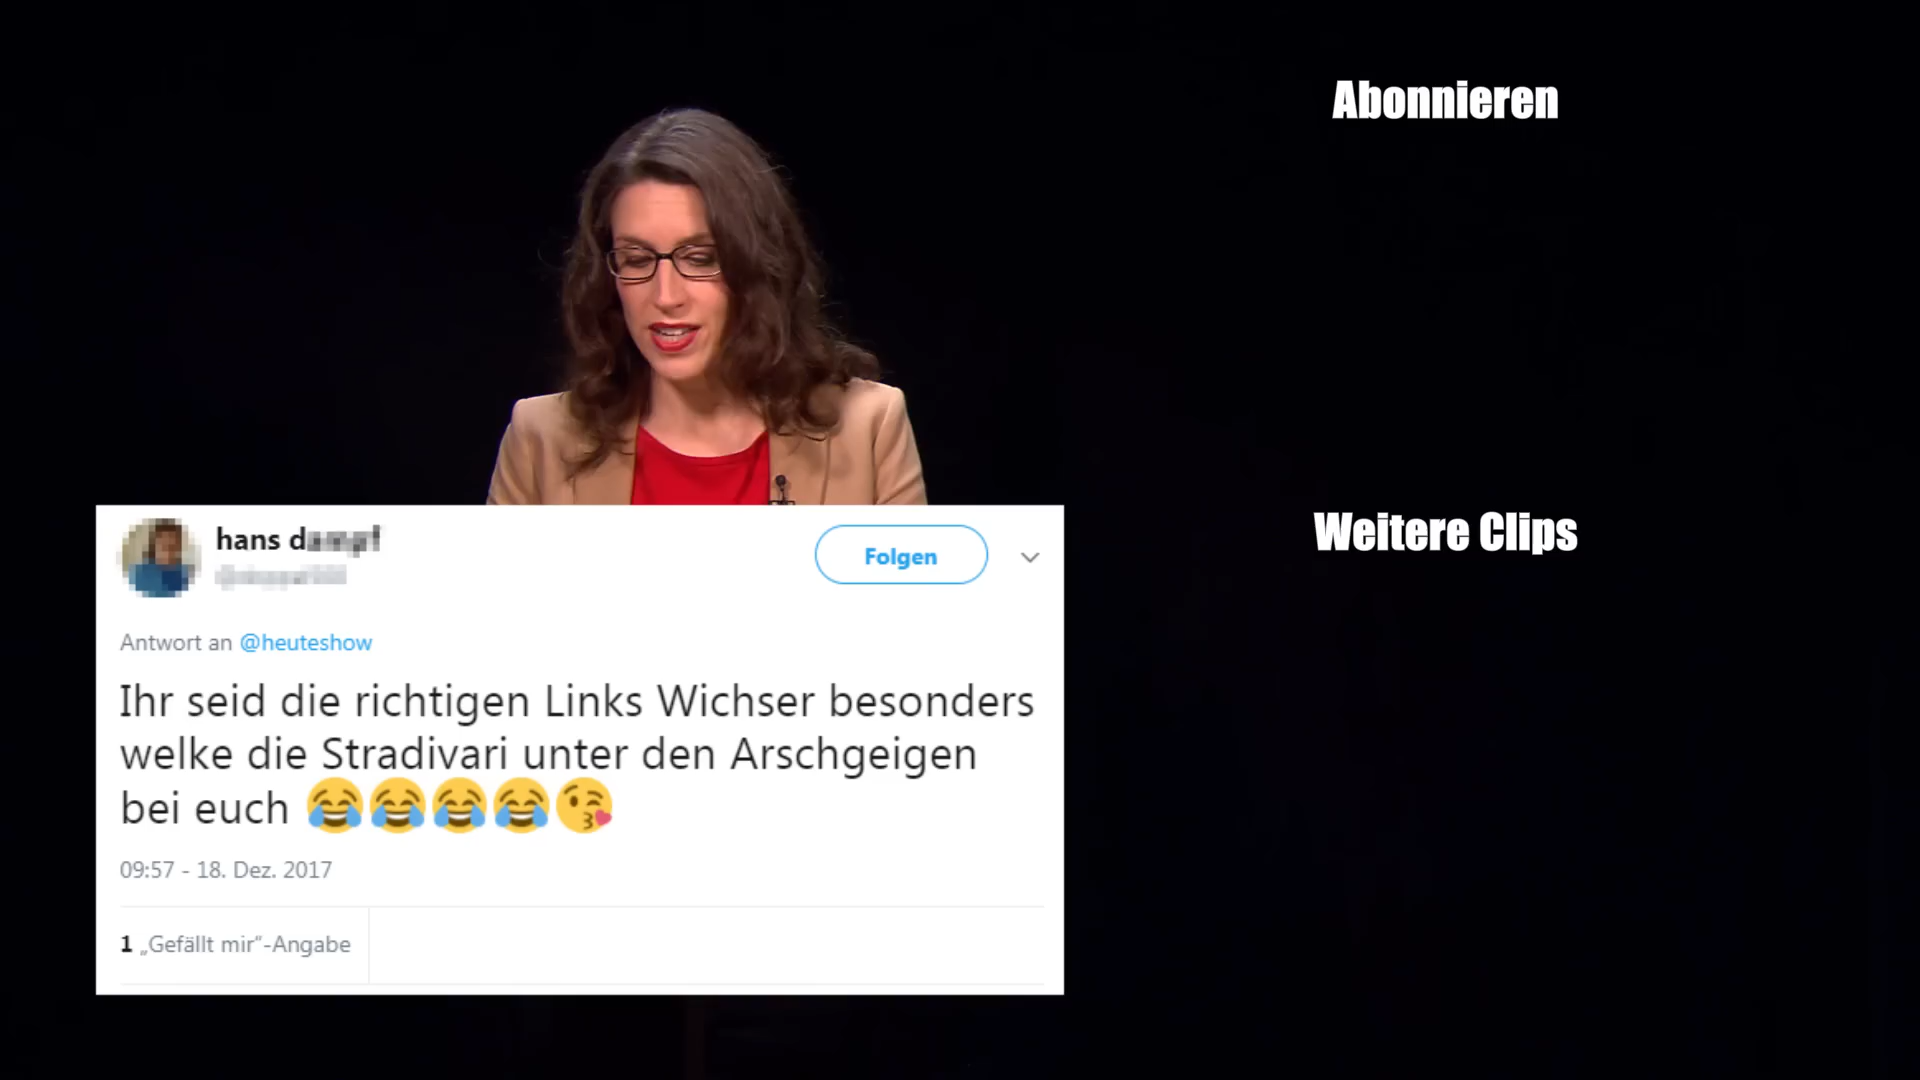 Abonnieren
hans d
Folgen
Antwort an @heuteshow
Ihr seid die richtigen Links Wichser besonders
welke die Stradivari unter den Arschgeigen
bei euch 😂😂😂😂😘
09:57 - 18. Dez. 2017
1 „Gefällt mir“-Angabe
Weitere Clips